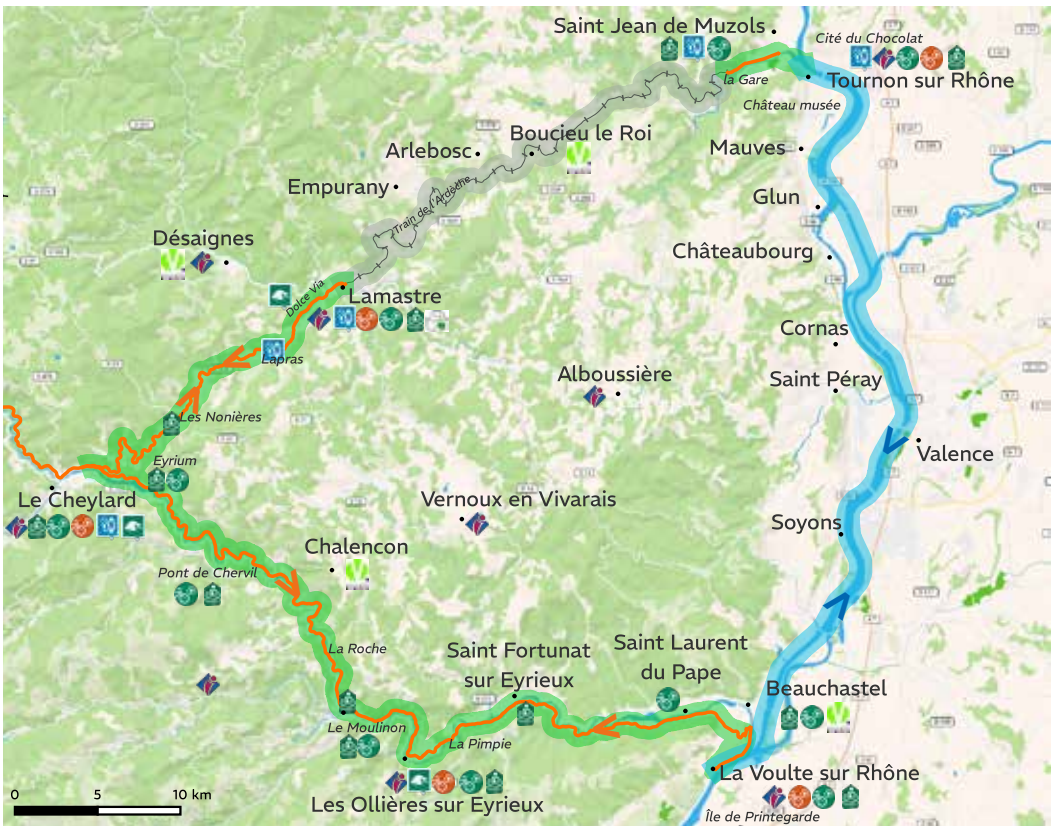 Saint Jean de Muzols
Cité du Chocolat
la Gare
Tournon sur Rhône
Château musée
Boucieu le Roi
Mauves
Arlebosc
Empurany
Train de l'Ardèche
Glun
Désaignes
Châteaubourg
Dolce Via
Lamastre
Cornas
Lapras
Alboussière
Saint Péray
Les Nonières
Valence
Eyrium
Le Cheylard
Vernoux en Vivarais
Soyons
Chalencon
Pont de Chervil
La Roche
Saint Fortunat
sur Eyrieux
Saint Laurent
du Pape
Beauchastel
Le Moulinon
La Pimpie
La Voulte sur Rhône
Les Ollières sur Eyrieux
Île de Printegarde
0 5 10 km